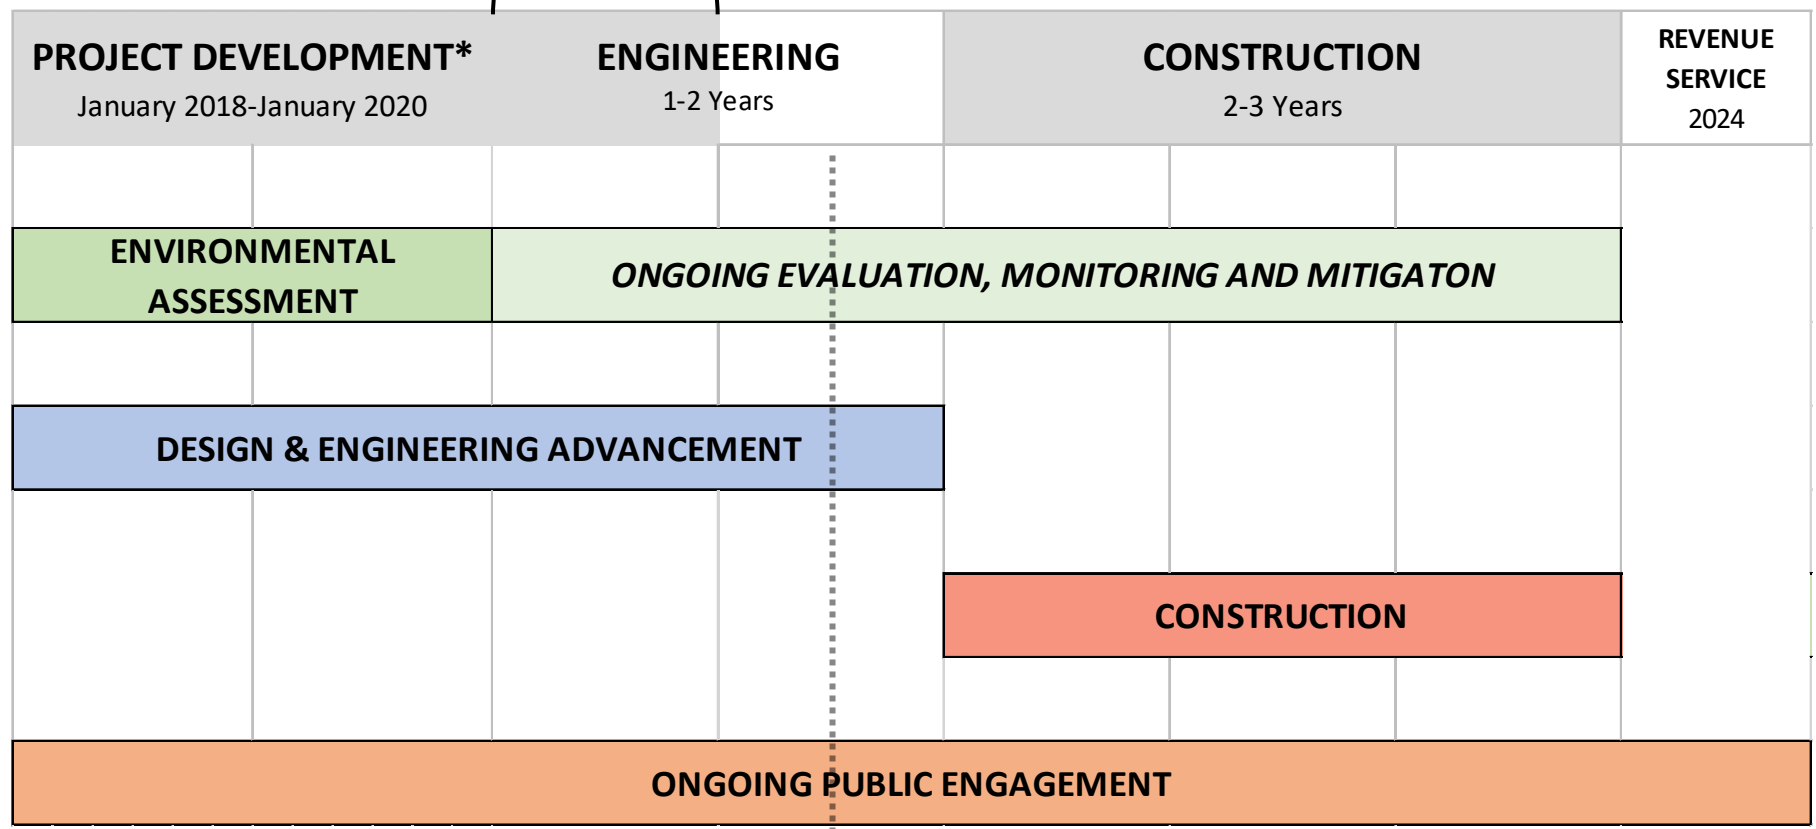 PROJECT DEVELOPMENT*
January 2018-January 2020
ENGINEERING
1-2 Years
CONSTRUCTION
2-3 Years
REVENUE
SERVICE
2024
ENVIRONMENTAL
ASSESSMENT
ONGOING EVALUATION, MONITORING AND MITIGATON
DESIGN & ENGINEERING ADVANCEMENT
CONSTRUCTION
ONGOING PUBLIC ENGAGEMENT